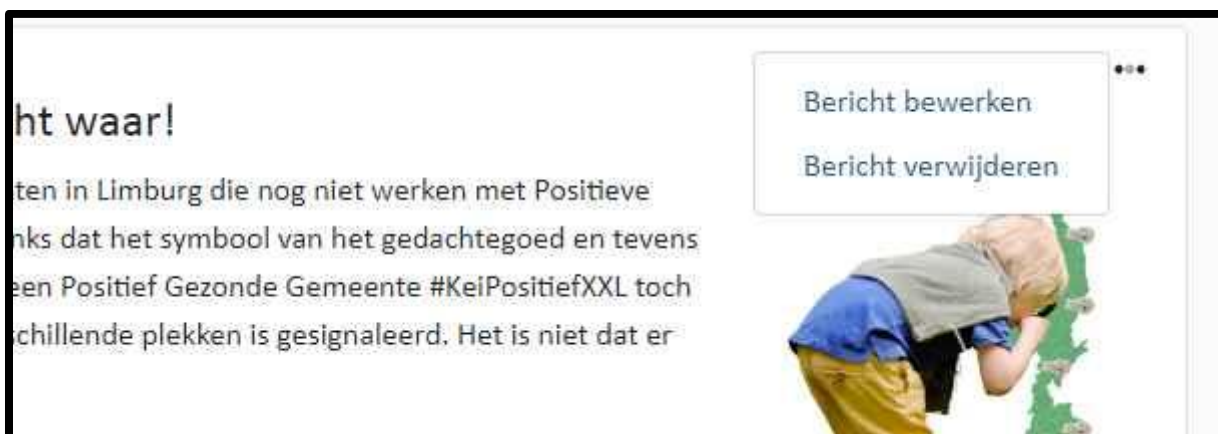 ht waar!
ten in Limburg die nog niet werken met Positieve
nks dat het symbool van het gedachtegoed en tevens
een Positief Gezonde Gemeente #KeiPositiefXXL toch
schillende plekken is gesignaleerd. Het is niet dat er
Bericht bewerken
Bericht verwijderen